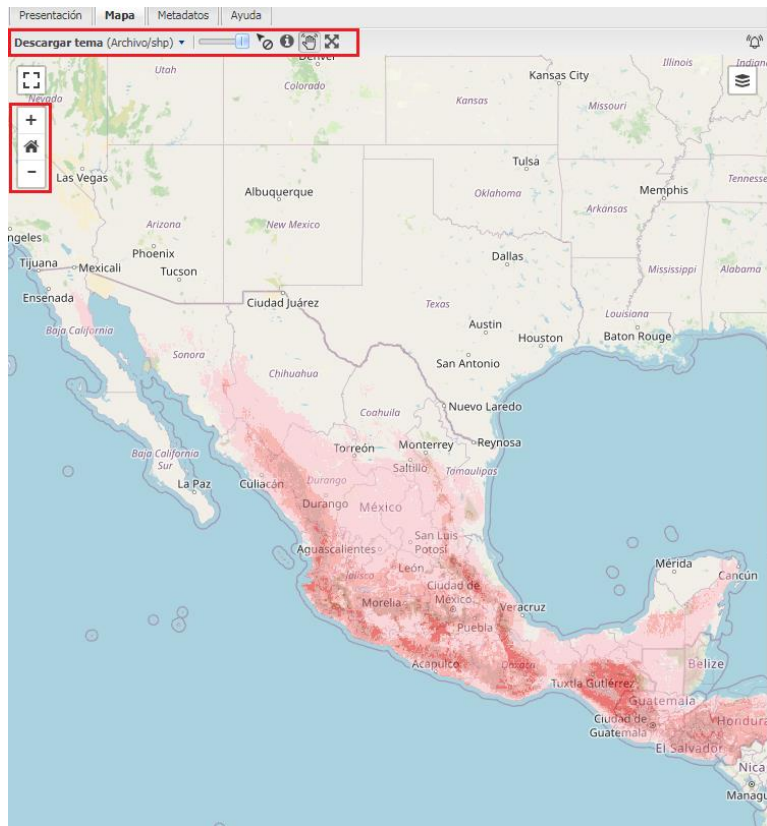 Presentación Mapa Metadatos Ayuda
Descargar tema (Archivo/shp)
Denver
Utah
Colorado
Kansas City
Illinois
Indiana
Nevada
Kansas
Missouri
+
−
Las Vegas
Tulsa
Albuquerque
Oklahoma
Memphis
Tennesse
Arkansas
Arizona
New Mexico
ngeles
Phoenix
Dallas
Tijuana
Mexicali
Tucson
Mississippi
Alabama
Ensenada
Ciudad Juárez
Texas
Louisiana
Baja California
Austin
Houston
Baton Rouge
Sonora
San Antonio
Chihuahua
Coahuila
Nuevo Laredo
Torreón
Monterrey
Reynosa
Baja California
Sur
Saltillo
Tamaulipas
La Paz
Culiacán
Durango
Durango
México
San Luis
Potosí
Aguascalientes
León
Jalisco
Mérida
Cancún
Ciudad de
México
Morelia
Veracruz
Puebla
Acapulco
Oaxaca
Belize
Tuxtla Gutiérrez
Guatemala
Ciudad de
Guatemala
Hondura
El Salvador
Nica
Managu